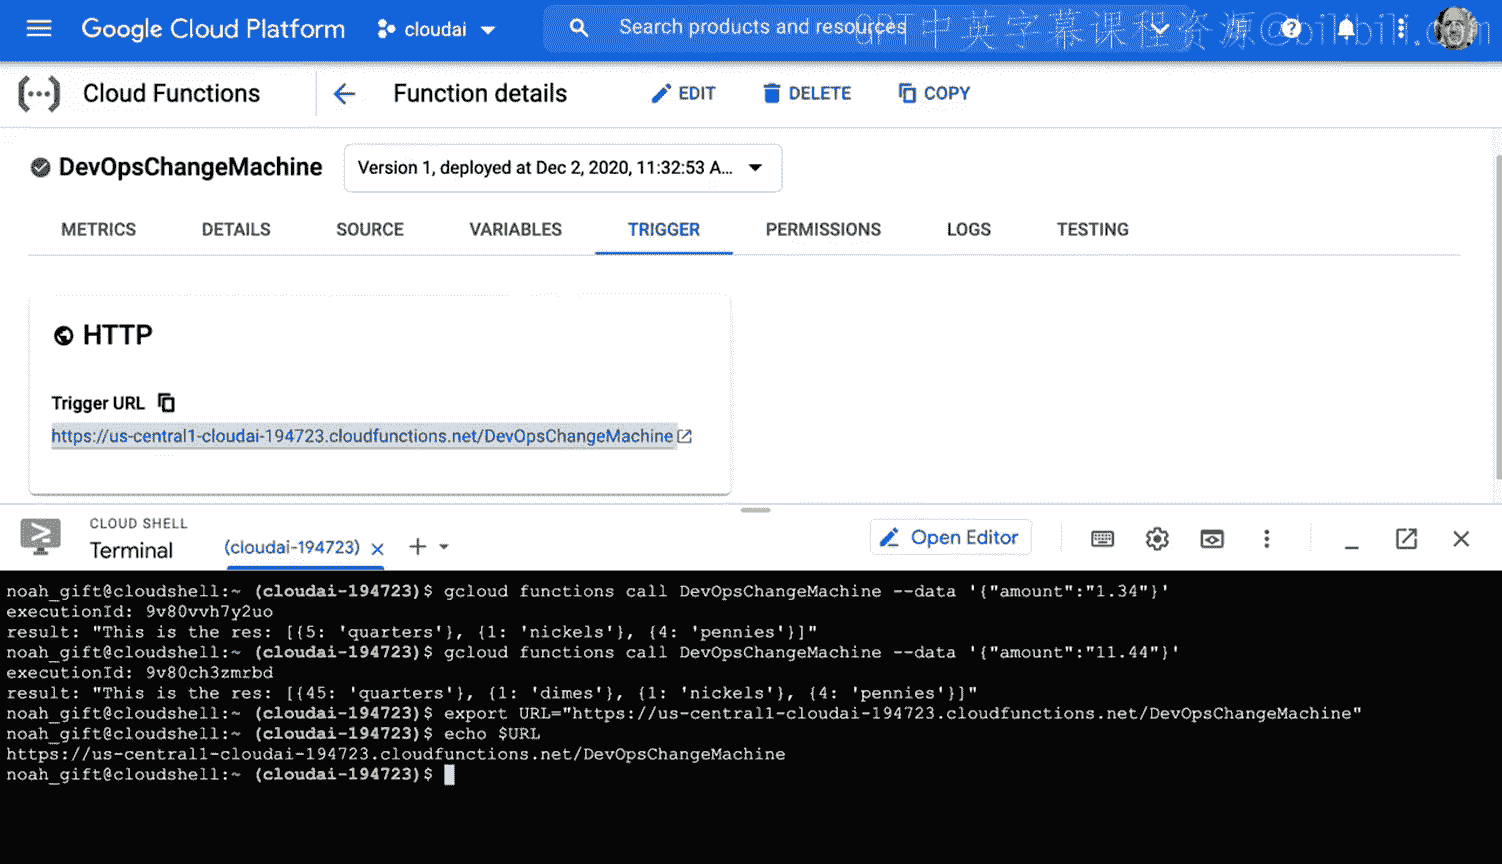 Google Cloud Platform
cloudai
Search products and resources
GPT中英字幕课程资源@bilibili.com
Cloud Functions
Function details
EDIT
DELETE
COPY
DevOpsChangeMachine
Version 1, deployed at Dec 2, 2020, 11:32:53 A...
METRICS
DETAILS
SOURCE
VARIABLES
TRIGGER
PERMISSIONS
LOGS
TESTING
HTTP
Trigger URL
https://us-central1-cloudai-194723.cloudfunctions.net/DevOpsChangeMachine
CLOUD SHELL
Terminal
(cloudai-194723)
Open Editor
noah_gift@cloudshell:~ (cloudai-194723)$ gcloud functions call DevOpsChangeMachine --data '{"amount":"1.34"}'
executionId: 9v80vvh7y2uo
result: "This is the res: [{5: 'quarters'}, {1: 'nickels'}, {4: 'pennies'}]"
noah_gift@cloudshell:~ (cloudai-194723)$ gcloud functions call DevOpsChangeMachine --data '{"amount":"11.44"}'
executionId: 9v80ch3zmrbd
result: "This is the res: [{45: 'quarters'}, {1: 'dimes'}, {1: 'nickels'}, {4: 'pennies'}]"
noah_gift@cloudshell:~ (cloudai-194723)$ export URL="https://us-central1-cloudai-194723.cloudfunctions.net/DevOpsChangeMachine"
noah_gift@cloudshell:~ (cloudai-194723)$ echo $URL
https://us-central1-cloudai-194723.cloudfunctions.net/DevOpsChangeMachine
noah_gift@cloudshell:~ (cloudai-194723)$